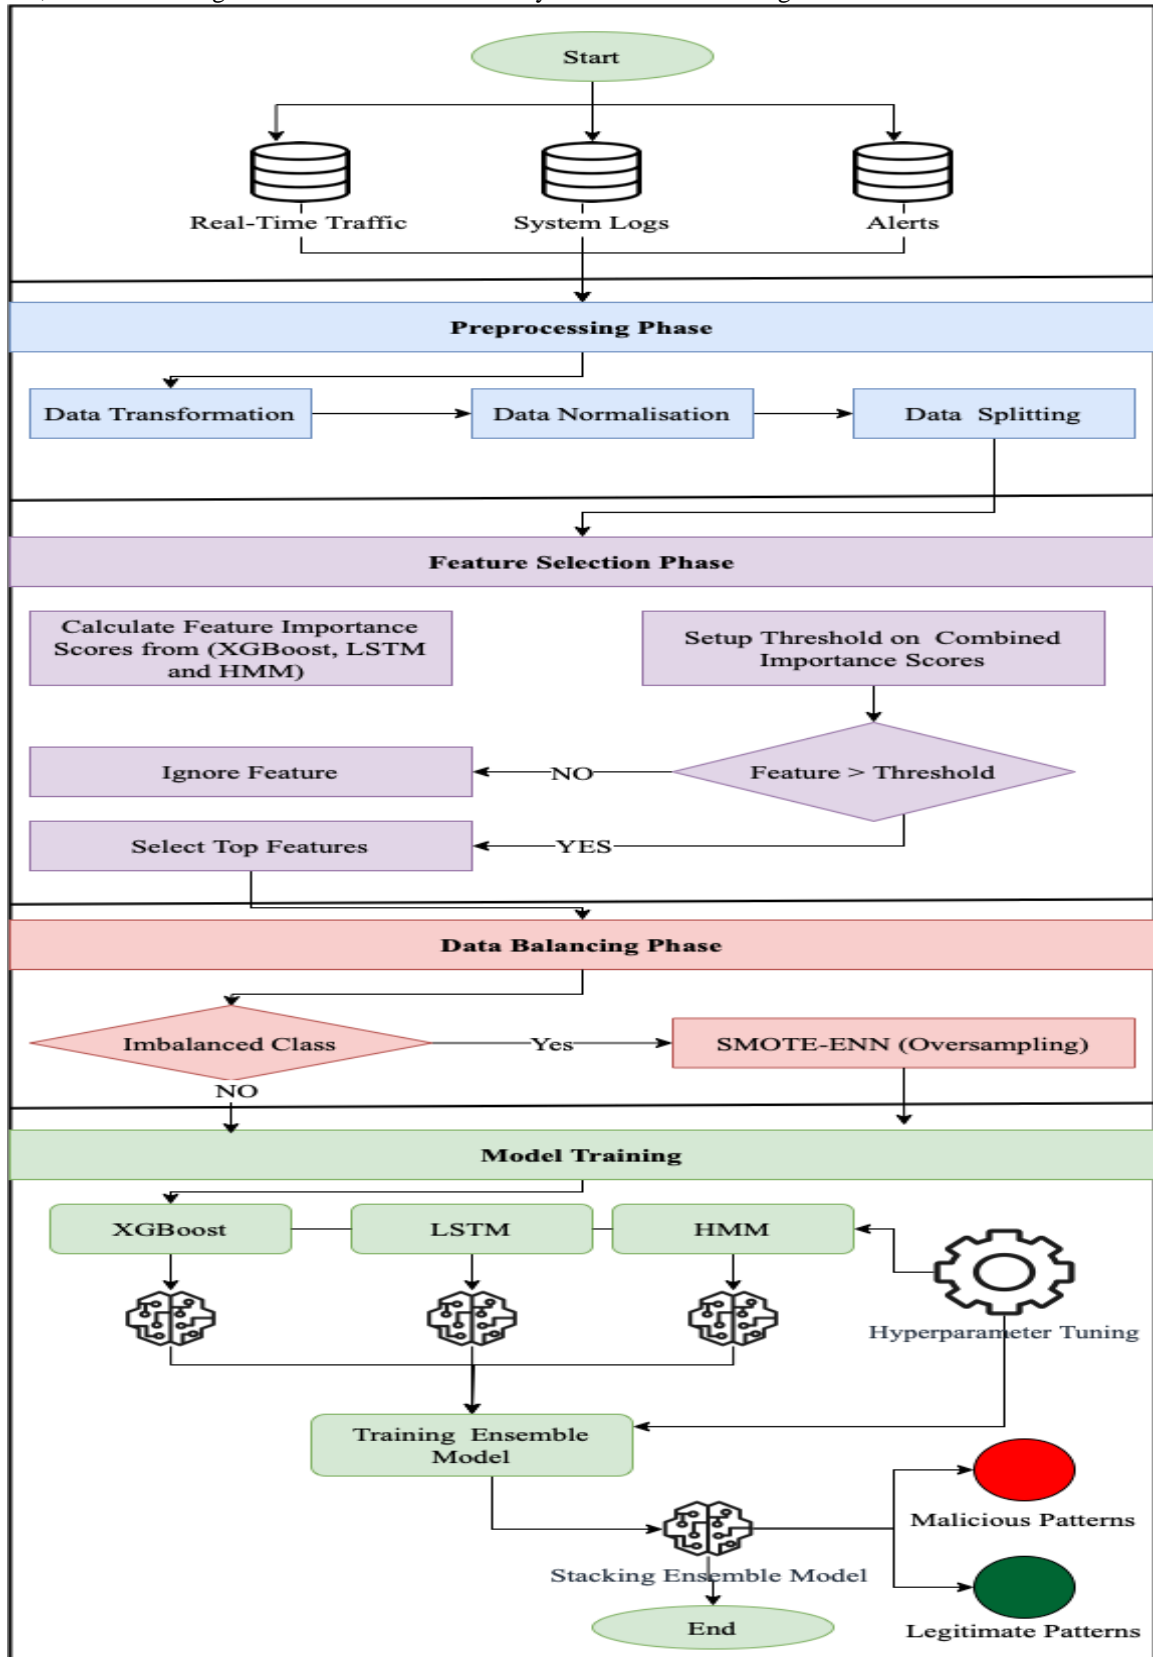 Start
Real-Time Traffic
System Logs
Alerts
Preprocessing Phase
Data Transformation
Data Normalisation
Data Splitting
Feature Selection Phase
Calculate Feature Importance
Scores from (XGBoost, LSTM
and HMM)
Setup Threshold on Combined
Importance Scores
Ignore Feature
NO
Feature > Threshold
Select Top Features
YES
Data Balancing Phase
Imbalanced Class
Yes
SMOTE-ENN (Oversampling)
NO
Model Training
XGBoost
LSTM
HMM
Hyperparameter Tuning
Training Ensemble
Model
Malicious Patterns
Stacking Ensemble Model
End
Legitimate Patterns